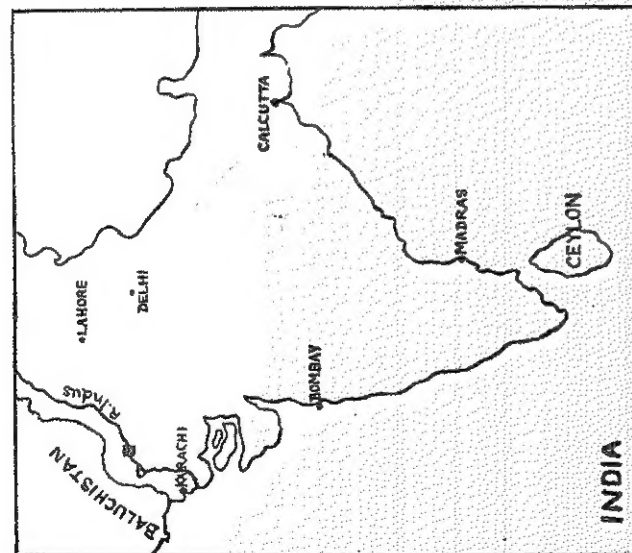 LAHORE
DELHI
R. Indus
BALUCHISTAN
KARACHI
CALCUTTA
BOMBAY
MADRAS
CEYLON
INDIA